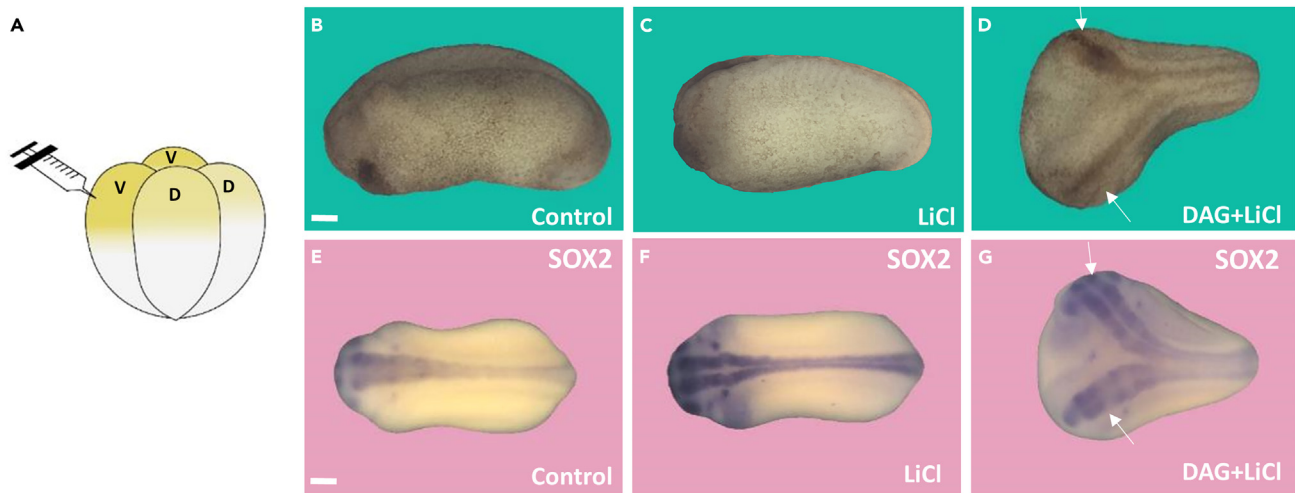 A
V
V
D
D
B
Control
C
LiCl
D
DAG+LiCl
E
SOX2
Control
F
SOX2
LiCl
G
SOX2
DAG+LiCl